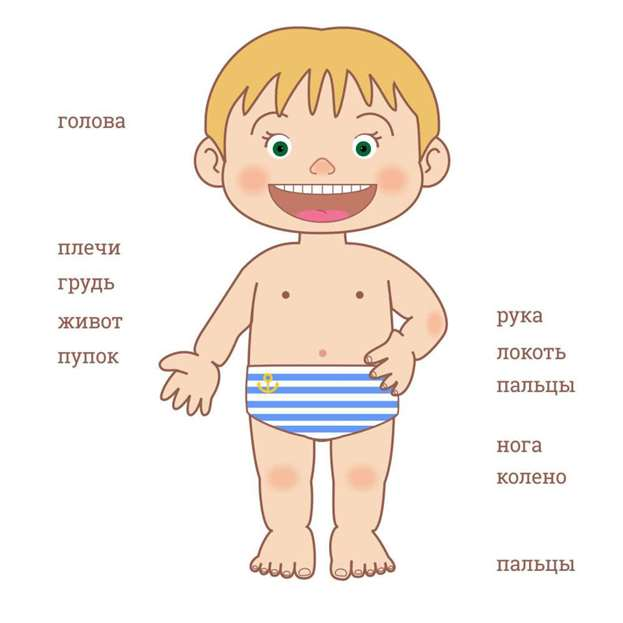 голова
плечи
грудь
живот
пупок
рука
локоть
пальцы
нога
колено
пальцы